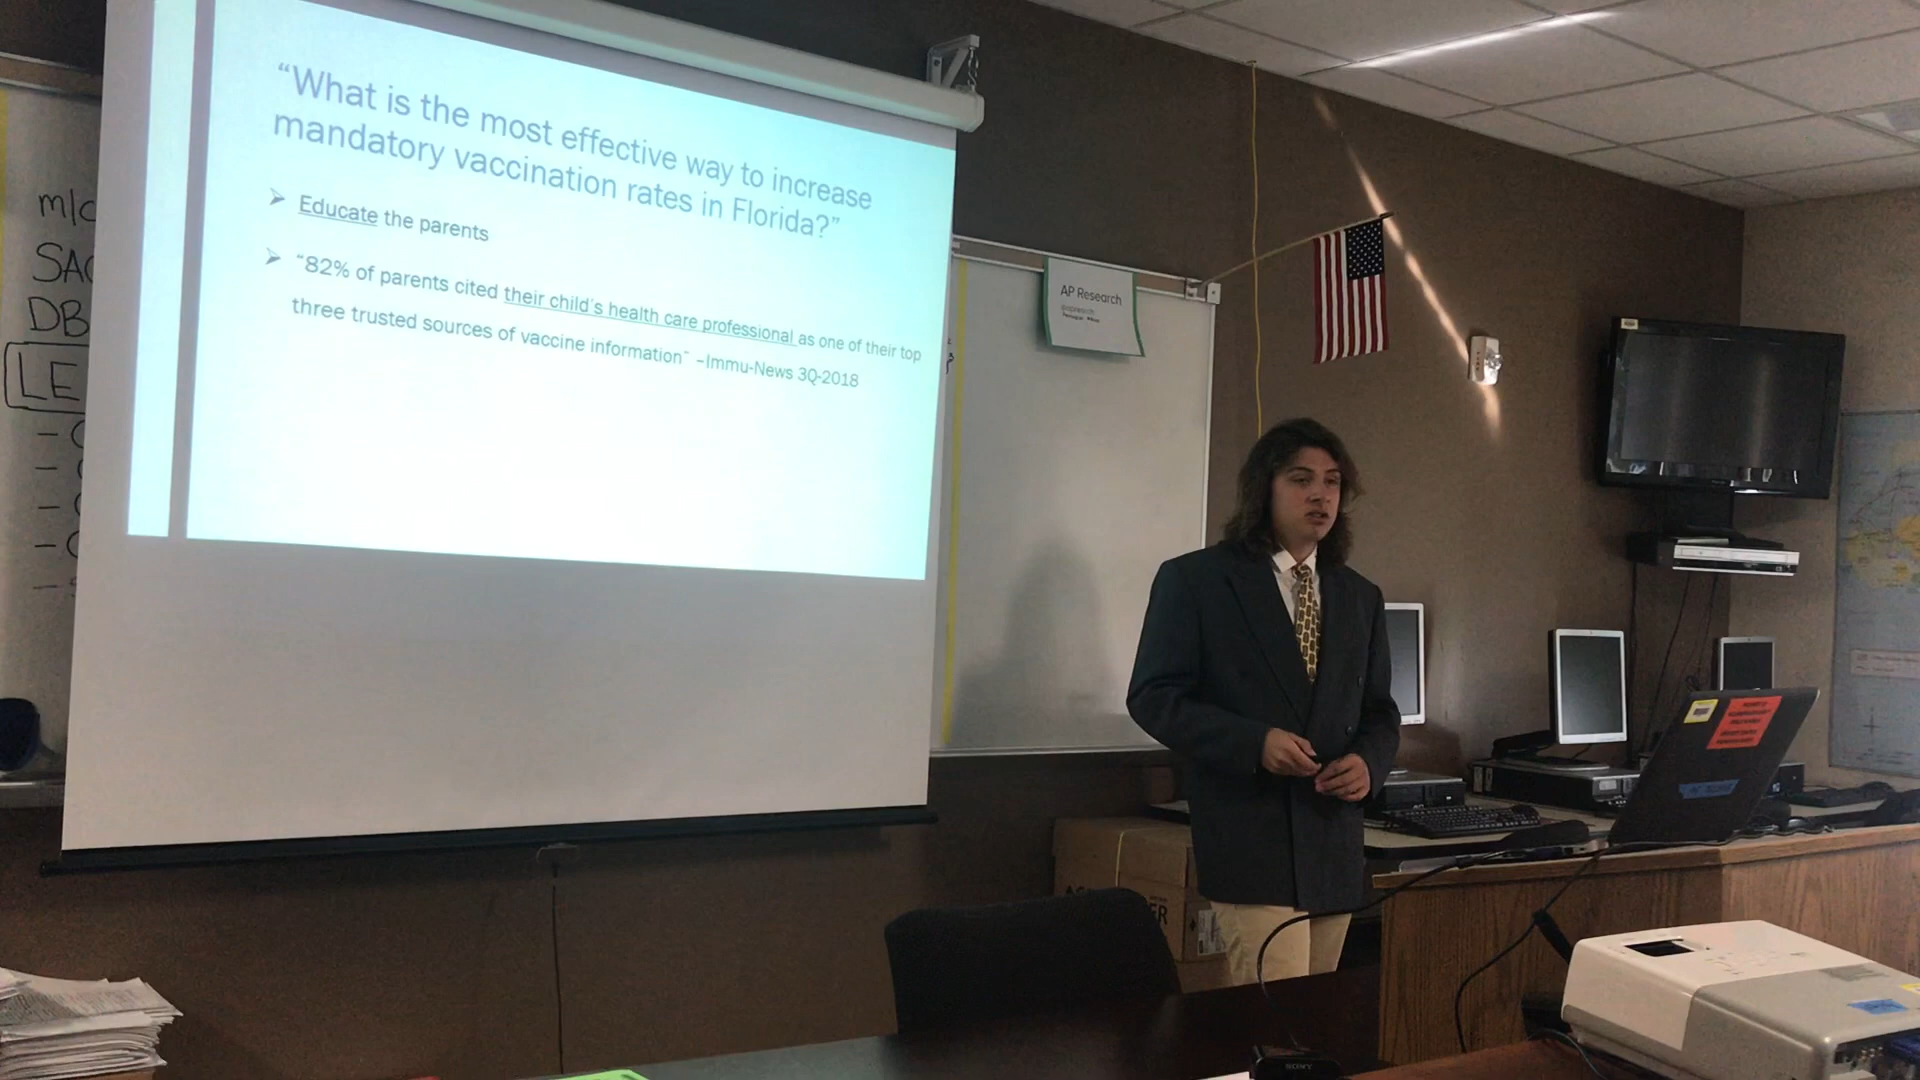 “What is the most effective way to increase
mandatory vaccination rates in Florida?”
➢ Educate the parents
➢ “82% of parents cited their child’s health care professional as one of their top
three trusted sources of vaccine information” –Immu-News 3Q-2018
AP Research
DB
LE
SONY